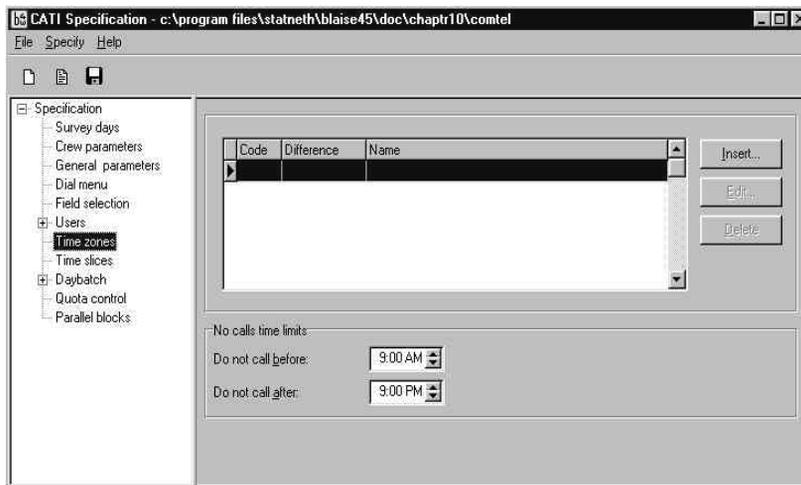 CATI Specification - c:\program files\statneth\blaise45\doc\chaptr10\comtel
File Specify Help
Specification
Survey days
Crew parameters
General parameters
Dial menu
Field selection
Users
Time zones
Time slices
Daybatch
Quota control
Parallel blocks
Code Difference Name
Insert...
Edit...
Delete
No calls time limits
Do not call before: 9:00 AM
Do not call after: 9:00 PM